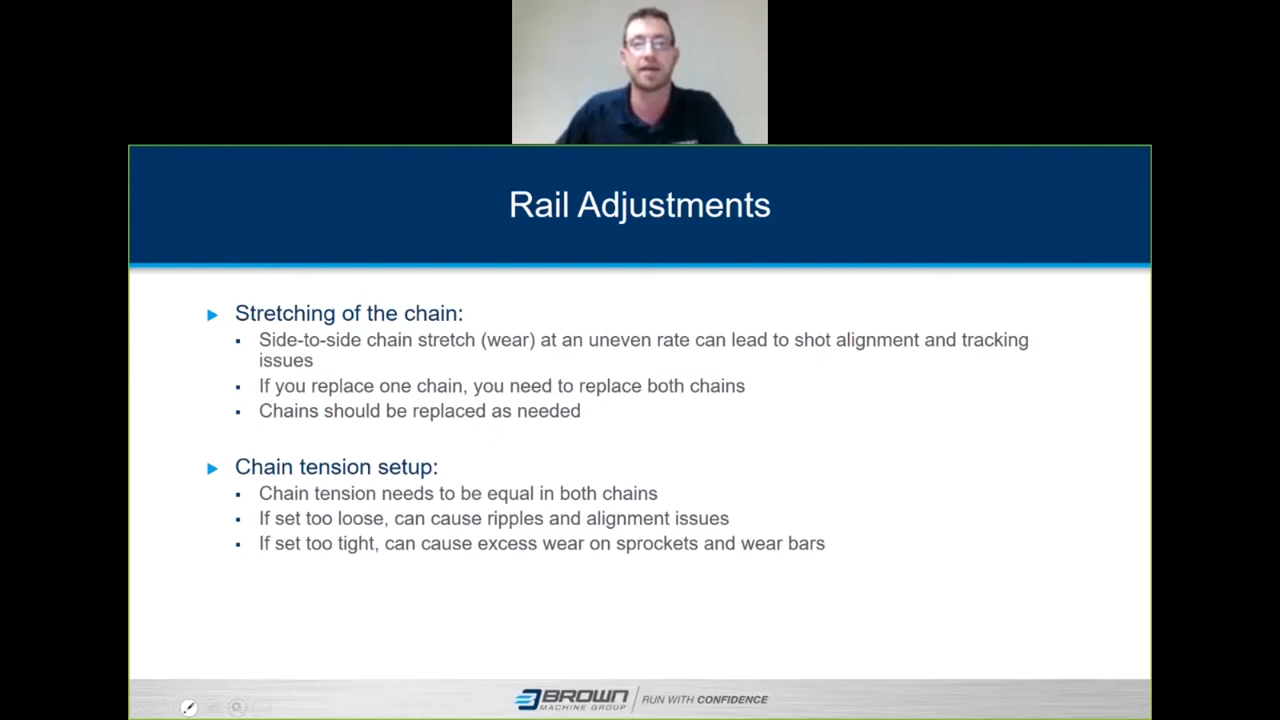 Rail Adjustments
Stretching of the chain:
Side-to-side chain stretch (wear) at an uneven rate can lead to shot alignment and tracking
issues
If you replace one chain, you need to replace both chains
Chains should be replaced as needed
Chain tension setup:
Chain tension needs to be equal in both chains
If set too loose, can cause ripples and alignment issues
If set too tight, can cause excess wear on sprockets and wear bars
BROWN
MACHINE GROUP
RUN WITH CONFIDENCE